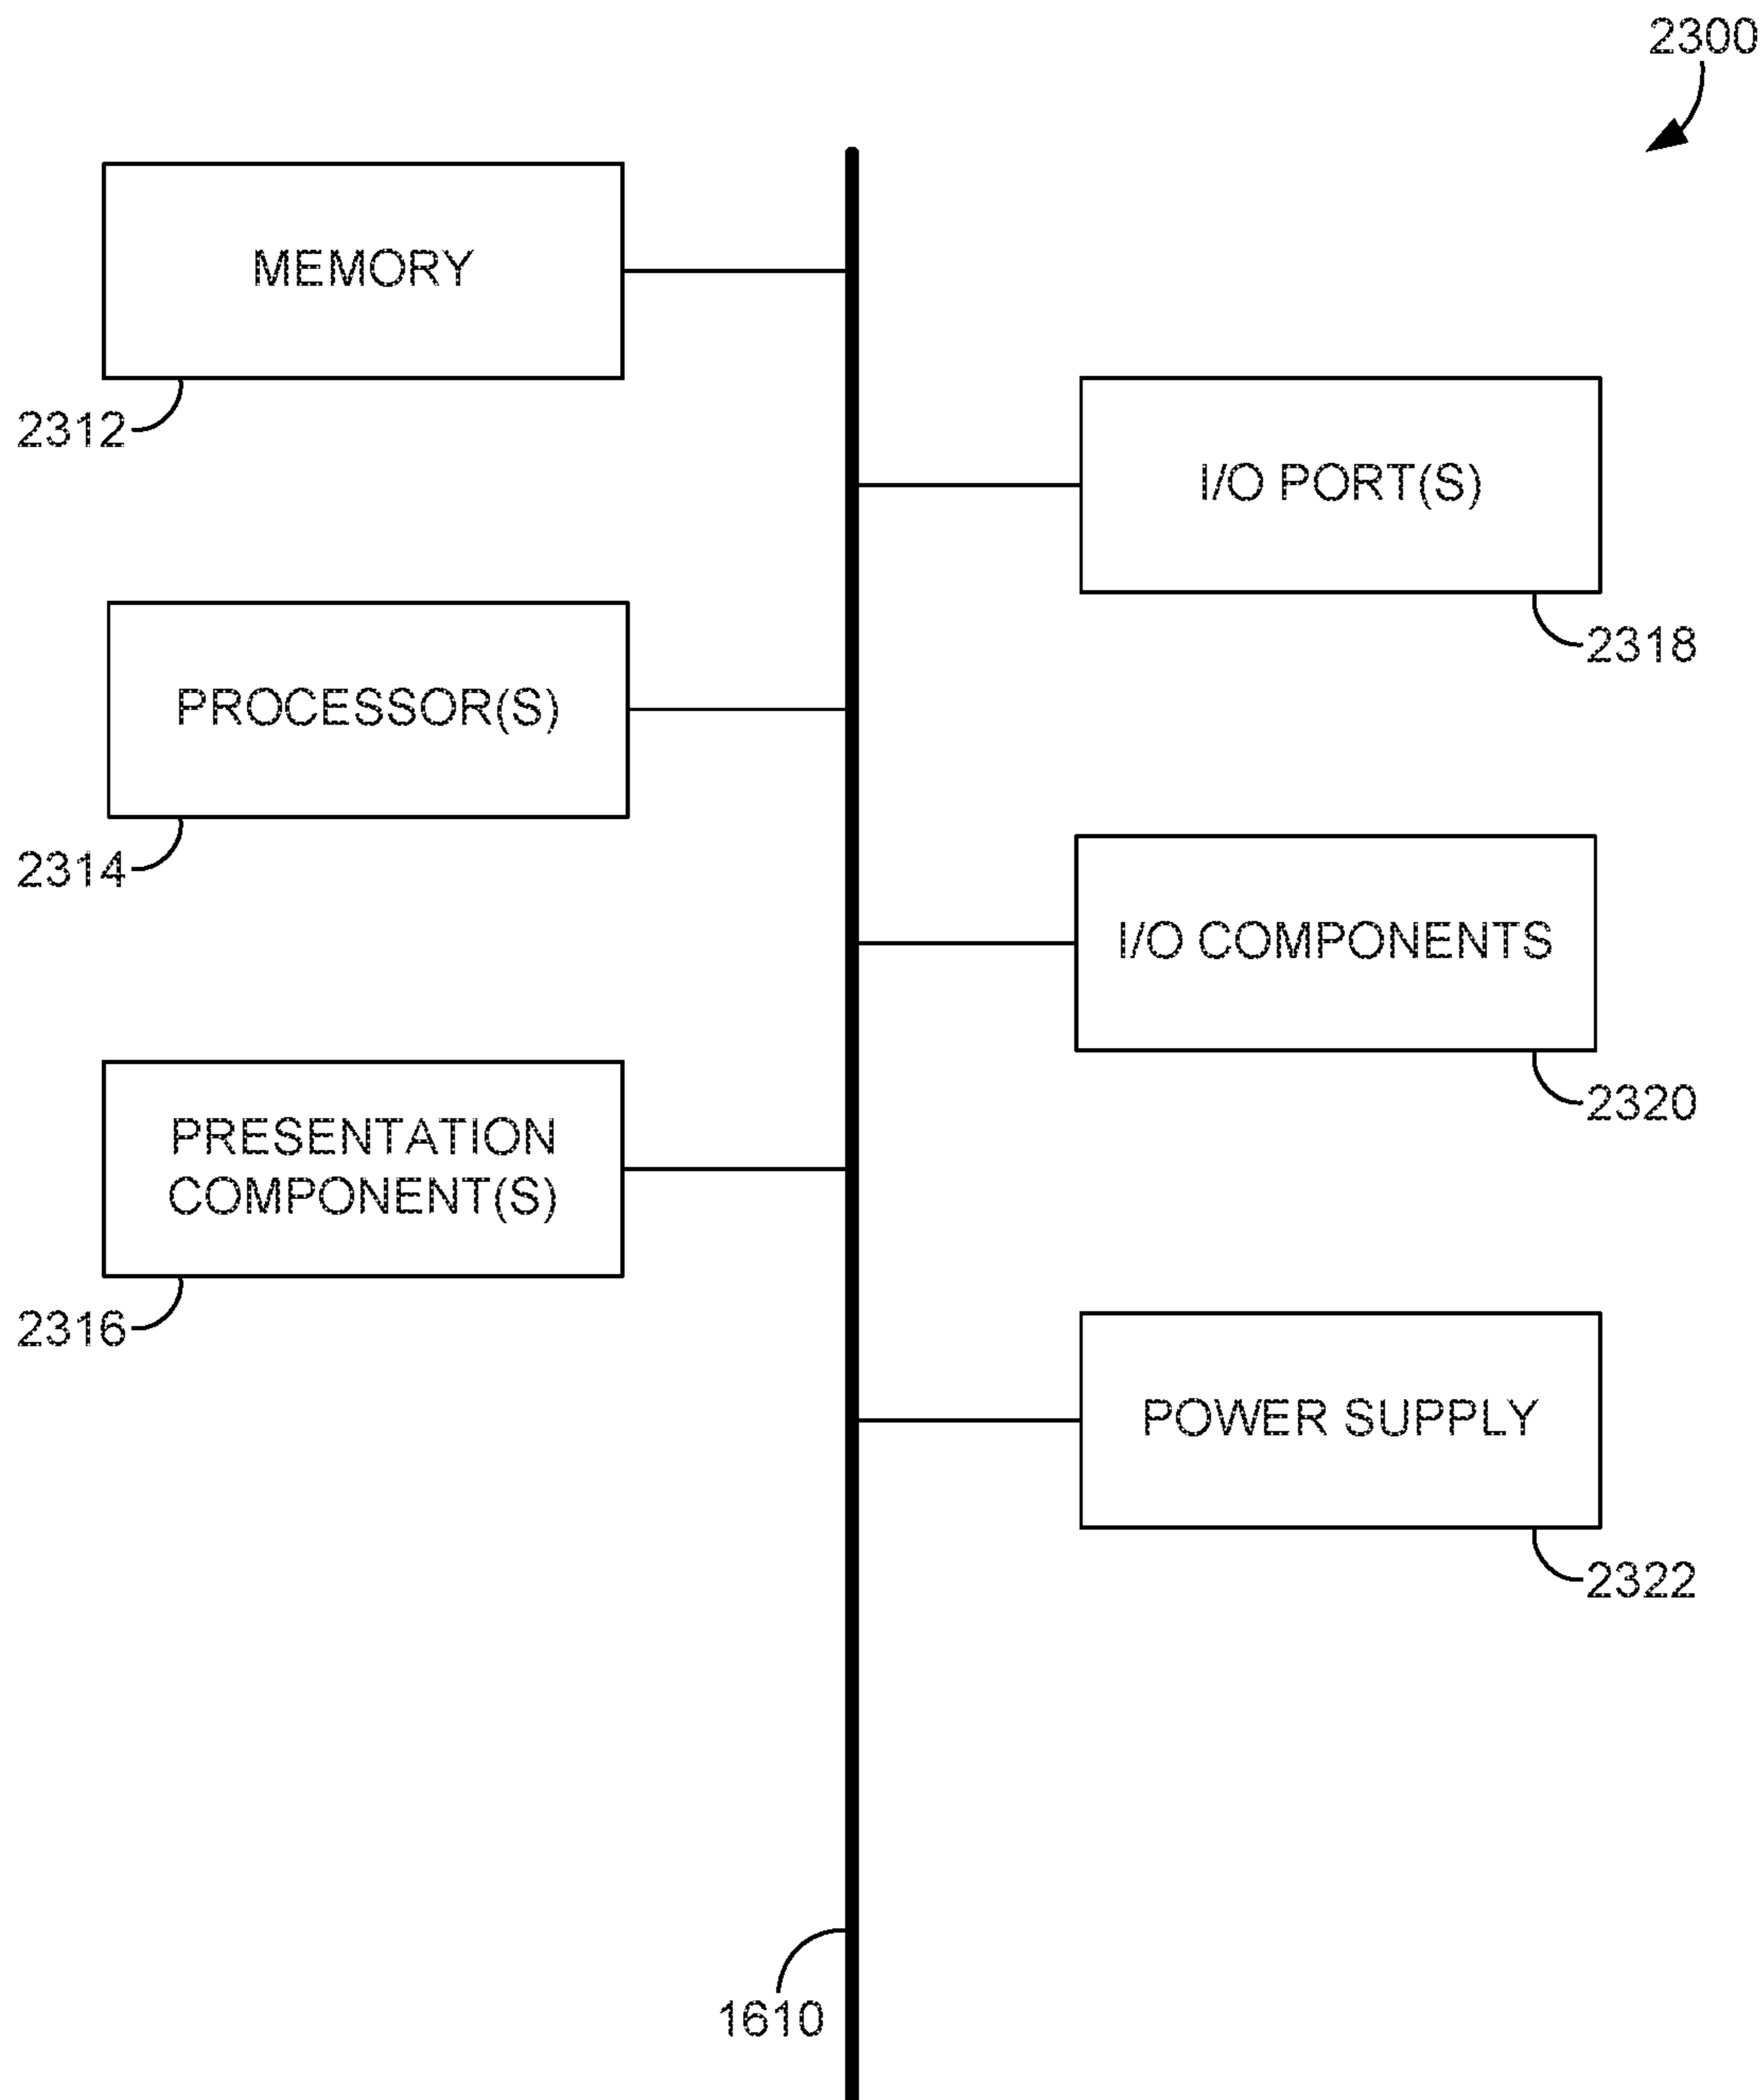 2300
MEMORY
2312
I/O PORT(S)
2318
PROCESSOR(S)
2314
I/O COMPONENTS
2320
PRESENTATION
COMPONENT(S)
2316
POWER SUPPLY
2322
1610